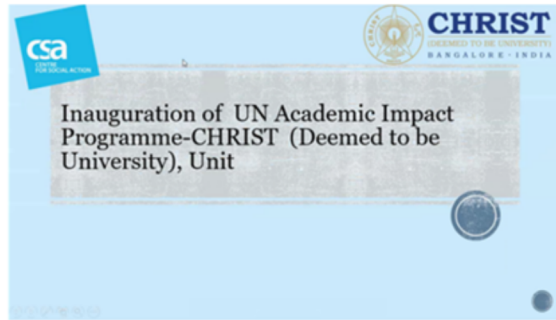 csa
CENTRE
FOR SOCIAL ACTION
CHRIST
(DEEMED TO BE UNIVERSITY)
BANGALORE - INDIA
Inauguration of UN Academic Impact
Programme-CHRIST (Deemed to be
University), Unit